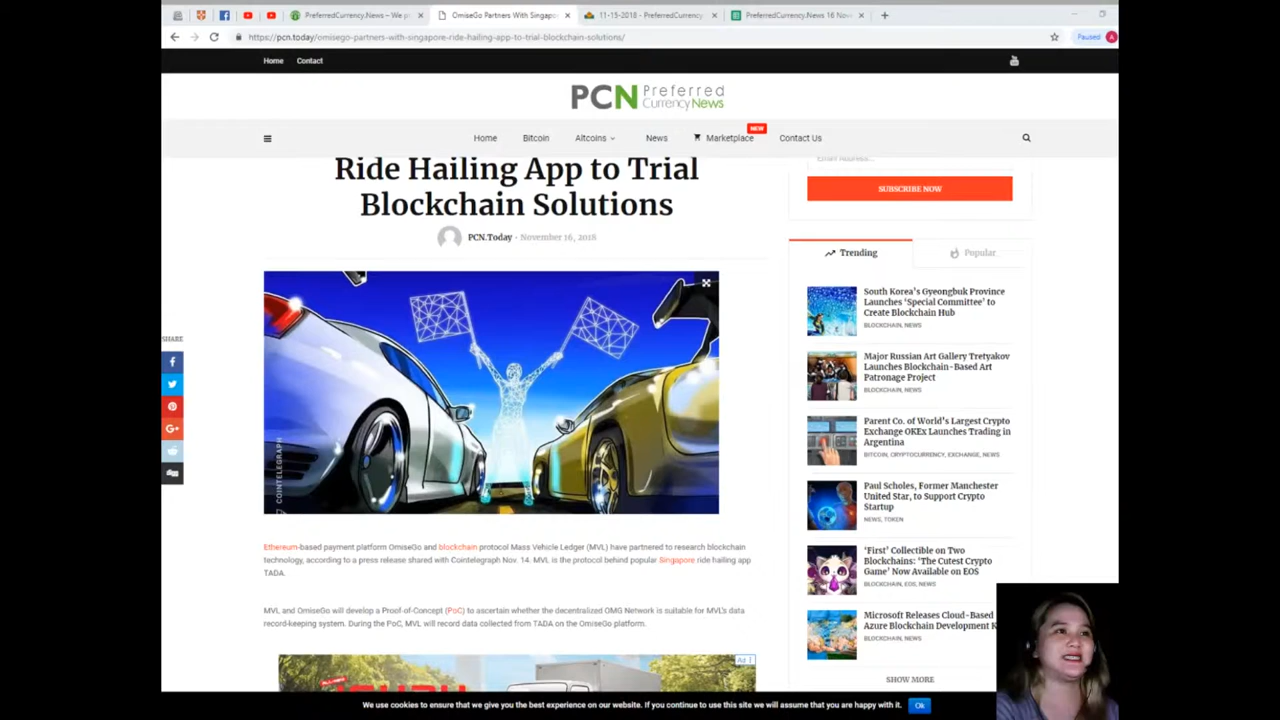 PreferredCurrency.News – We p
OmiseGo Partners With Singapo
11-15-2018 - PreferredCurrency
PreferredCurrency.News 16 Nov
https://pcn.today/omisego-partners-with-singapore-ride-hailing-app-to-trial-blockchain-solutions/
Paused
A
Home
Contact
PCN Preferred
Currency News
Home
Bitcoin
Altcoins
News
Marketplace
NEW
Contact Us
Ride Hailing App to Trial
Blockchain Solutions
PCN.Today - November 16, 2018
Email Address...
SUBSCRIBE NOW
Trending
Popular
South Korea's Gyeongbuk Province
Launches 'Special Committee' to
Create Blockchain Hub
BLOCKCHAIN, NEWS
Major Russian Art Gallery Tretyakov
Launches Blockchain-Based Art
Patronage Project
BLOCKCHAIN, NEWS
Parent Co. of World's Largest Crypto
Exchange OKEx Launches Trading in
Argentina
BITCOIN, CRYPTOCURRENCY, EXCHANGE, NEWS
Paul Scholes, Former Manchester
United Star, to Support Crypto
Startup
NEWS, TOKEN
'First' Collectible on Two
Blockchains: 'The Cutest Crypto
Game' Now Available on EOS
BLOCKCHAIN, EOS, NEWS
Microsoft Releases Cloud-Based
Azure Blockchain Development K
BLOCKCHAIN, NEWS
SHOW MORE
SHARE
COINTELEGRAPH
Ethereum-based payment platform OmiseGo and blockchain protocol Mass Vehicle Ledger (MVL) have partnered to research blockchain
technology, according to a press release shared with Cointelegraph Nov. 14. MVL is the protocol behind popular Singapore ride hailing app
TADA.
MVL and OmiseGo will develop a Proof-of-Concept (PoC) to ascertain whether the decentralized OMG Network is suitable for MVL's data
record-keeping system. During the PoC, MVL will record data collected from TADA on the OmiseGo platform.
Ad
We use cookies to ensure that we give you the best experience on our website. If you continue to use this site we will assume that you are happy with it.
Ok